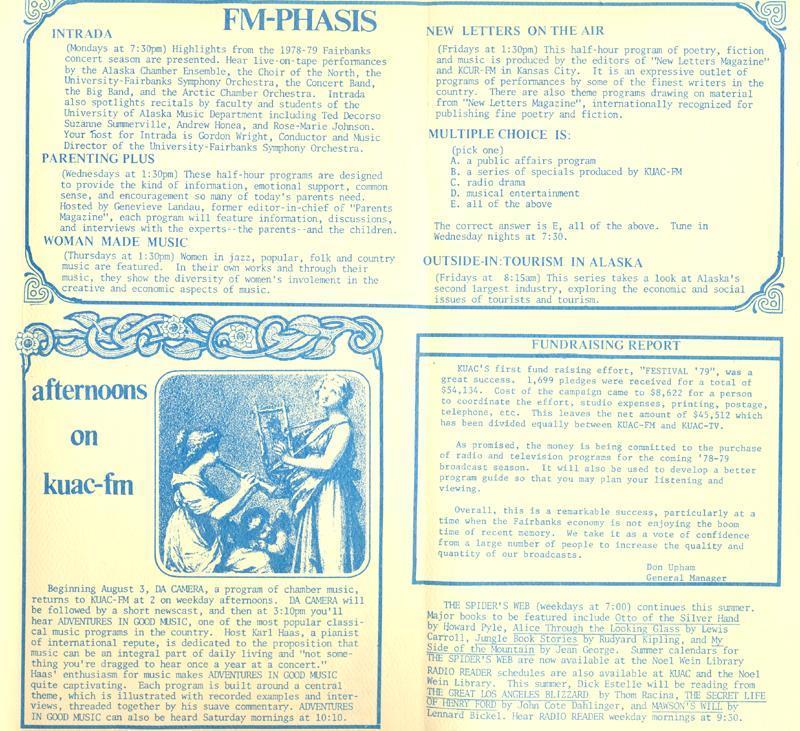 FM-PHASIS
INTRADA
(Mondays at 7:30pm) Highlights from the 1978-79 Fairbanks
concert season are presented. Hear live-on-tape performances
by the Alaska Chamber Ensemble, the Choir of the North, the
University-Fairbanks Symphony Orchestra, the Concert Band,
the Big Band, and the Arctic Chamber Orchestra. Intrada
also spotlights recitals by faculty and students of the
University of Alaska Music Department including Ted Decorso
Suzanne Summerville, Andrew Honea, and Rose-Marie Johnson.
Your host for Intrada is Gordon Wright, Conductor and Music
Director of the University-Fairbanks Symphony Orchestra.
PARENTING PLUS
(Wednesdays at 1:30pm) These half-hour programs are designed
to provide the kind of information, emotional support, common
sense, and encouragement so many of today's parents need.
Hosted by Genevieve Landau, former editor-in-chief of "Parents
Magazine", each program will feature information, discussions,
and interviews with the experts--the parents--and the children.
WOMAN MADE MUSIC
(Thursdays at 1:30pm) Women in jazz, popular, folk and country
music are featured. In their own works and through their
music, they show the diversity of women's involement in the
creative and economic aspects of music.
NEW LETTERS ON THE AIR
(Fridays at 1:30pm) This half-hour program of poetry, fiction
and music is produced by the editors of "New Letters Magazine"
and KCUR-FM in Kansas City. It is an expressive outlet of
programs of performances by some of the finest writers in the
country. There are also theme programs drawing on material
from "New Letters Magazine", internationally recognized for
publishing fine poetry and fiction.
MULTIPLE CHOICE IS:
(pick one)
A. a public affairs program
B. a series of specials produced by KUAC-FM
C. radio drama
D. musical entertainment
E. all of the above
The correct answer is E, all of the above. Tune in
Wednesday nights at 7:30.
OUTSIDE-IN: TOURISM IN ALASKA
(Fridays at 8:15am) This series takes a look at Alaska's
second largest industry, exploring the economic and social
issues of tourists and tourism.
afternoons
on
kuac-fm
Beginning August 3, DA CAMERA, a program of chamber music,
returns to KUAC-FM at 2 on weekday afternoons. DA CAMERA will
be followed by a short newscast, and then at 3:10pm you'll
hear ADVENTURES IN GOOD MUSIC, one of the most popular classi-
cal music programs in the country. Host Karl Haas, a pianist
of international repute, is dedicated to the proposition that
music can be an integral part of daily living and "not some-
thing you're dragged to hear once a year at a concert."
Haas' enthusiasm for music makes ADVENTURES IN GOOD MUSIC
quite captivating. Each program is built around a central
theme, which is illustrated with recorded examples and inter-
views, threaded together by his suave commentary. ADVENTURES
IN GOOD MUSIC can also be heard Saturday mornings at 10:10.
FUNDRAISING REPORT
KUAC'S first fund raising effort, "FESTIVAL '79", was a
great success. 1,699 pledges were received for a total of
$54,134. Cost of the campaign came to $8,622 for a person
to coordinate the effort, studio expenses, printing, postage,
telephone, etc. This leaves the net amount of $45,512 which
has been divided equally between KUAC-FM and KUAC-TV.
As promised, the money is being committed to the purchase
of radio and television programs for the coming '78-79
broadcast season. It will also be used to develop a better
program guide so that you may plan your listening and
viewing.
Overall, this is a remarkable success, particularly at a
time when the Fairbanks economy is not enjoying the boom
time of recent memory. We take it as a vote of confidence
from a large number of people to increase the quality and
quantity of our broadcasts.
Don Upham
General Manager
THE SPIDER'S WEB (weekdays at 7:00) continues this summer.
Major books to be featured include Otto of the Silver Hand
by Howard Pyle, Alice Through the Looking Glass by Lewis
Carroll, Jungle Book Stories by Rudyard Kipling, and My
Side of the Mountain by Jean George. Summer calendars for
THE SPIDER'S WEB are now available at the Noel Wein Library
RADIO READER schedules are also available at KUAC and the Noel
Wein Library. This summer, Dick Estelle will be reading from
THE GREAT LOS ANGELES BLIZZARD by Thom Racina, THE SECRET LIFE
OF HENRY FORD by John Cote Dahlinger, and MAWSON'S WILL by
Lennard Bickel. Hear RADIO READER weekday mornings at 9:30.